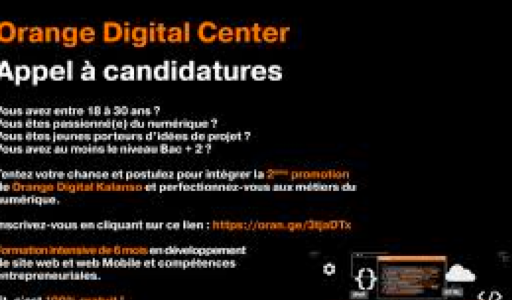 Orange Digital Center
Appel à candidatures
Vous avez entre 18 à 30 ans ?
Vous êtes passionné(e) du numérique ?
Vous êtes jeunes porteurs d'idées de projet ?
Vous avez au moins le niveau Bac + 2 ?
Tentez votre chance et postulez pour intégrer la 2ème promotion
de Orange Digital Kalanso et perfectionnez-vous aux métiers du
numérique.
Inscrivez-vous en cliquant sur ce lien : https://oran.ge/3tjaDTx
Formation intensive de 6 mois en développement
de site web et web Mobile et compétences
entrepreneuriales.
100% gratuit !